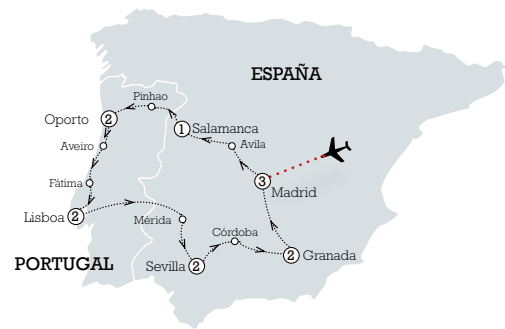 ESPAÑA
Pinhao
Oporto 2
1 Salamanca
Aveiro
Avila
Fátima
3
Madrid
Lisboa 2
Mérida
Córdoba
2 Granada
PORTUGAL
Sevilla 2